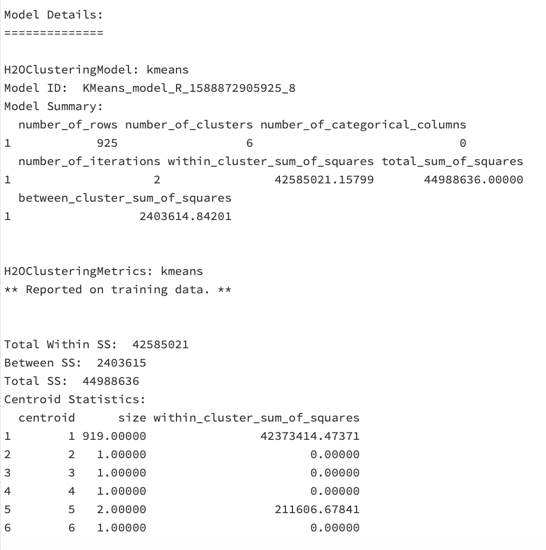 Model Details:
==============
H2OClusteringModel: kmeans
Model ID:  KMeans_model_R_1588872905925_8
Model Summary:
  number_of_rows number_of_clusters number_of_categorical_columns
1            925                  6                             0
  number_of_iterations within_cluster_sum_of_squares total_sum_of_squares
1                    2                42585021.15799       44988636.00000
  between_cluster_sum_of_squares
1                  2403614.84201
H2OClusteringMetrics: kmeans
** Reported on training data. **
Total Within SS:  42585021
Between SS:  2403615
Total SS:  44988636
Centroid Statistics:
  centroid      size within_cluster_sum_of_squares
1        1 919.00000                42373414.47371
2        2   1.00000                       0.00000
3        3   1.00000                       0.00000
4        4   1.00000                       0.00000
5        5   2.00000                  211606.67841
6        6   1.00000                       0.00000